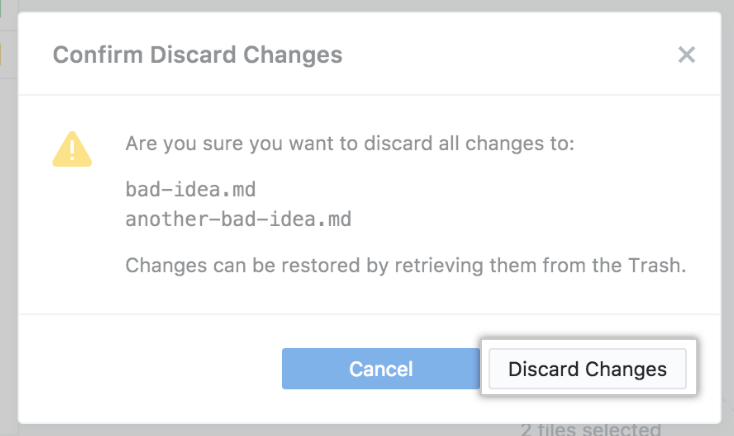 Confirm Discard Changes
Are you sure you want to discard all changes to:
bad-idea.md
another-bad-idea.md
Changes can be restored by retrieving them from the Trash.
Cancel Discard Changes
2 files selected